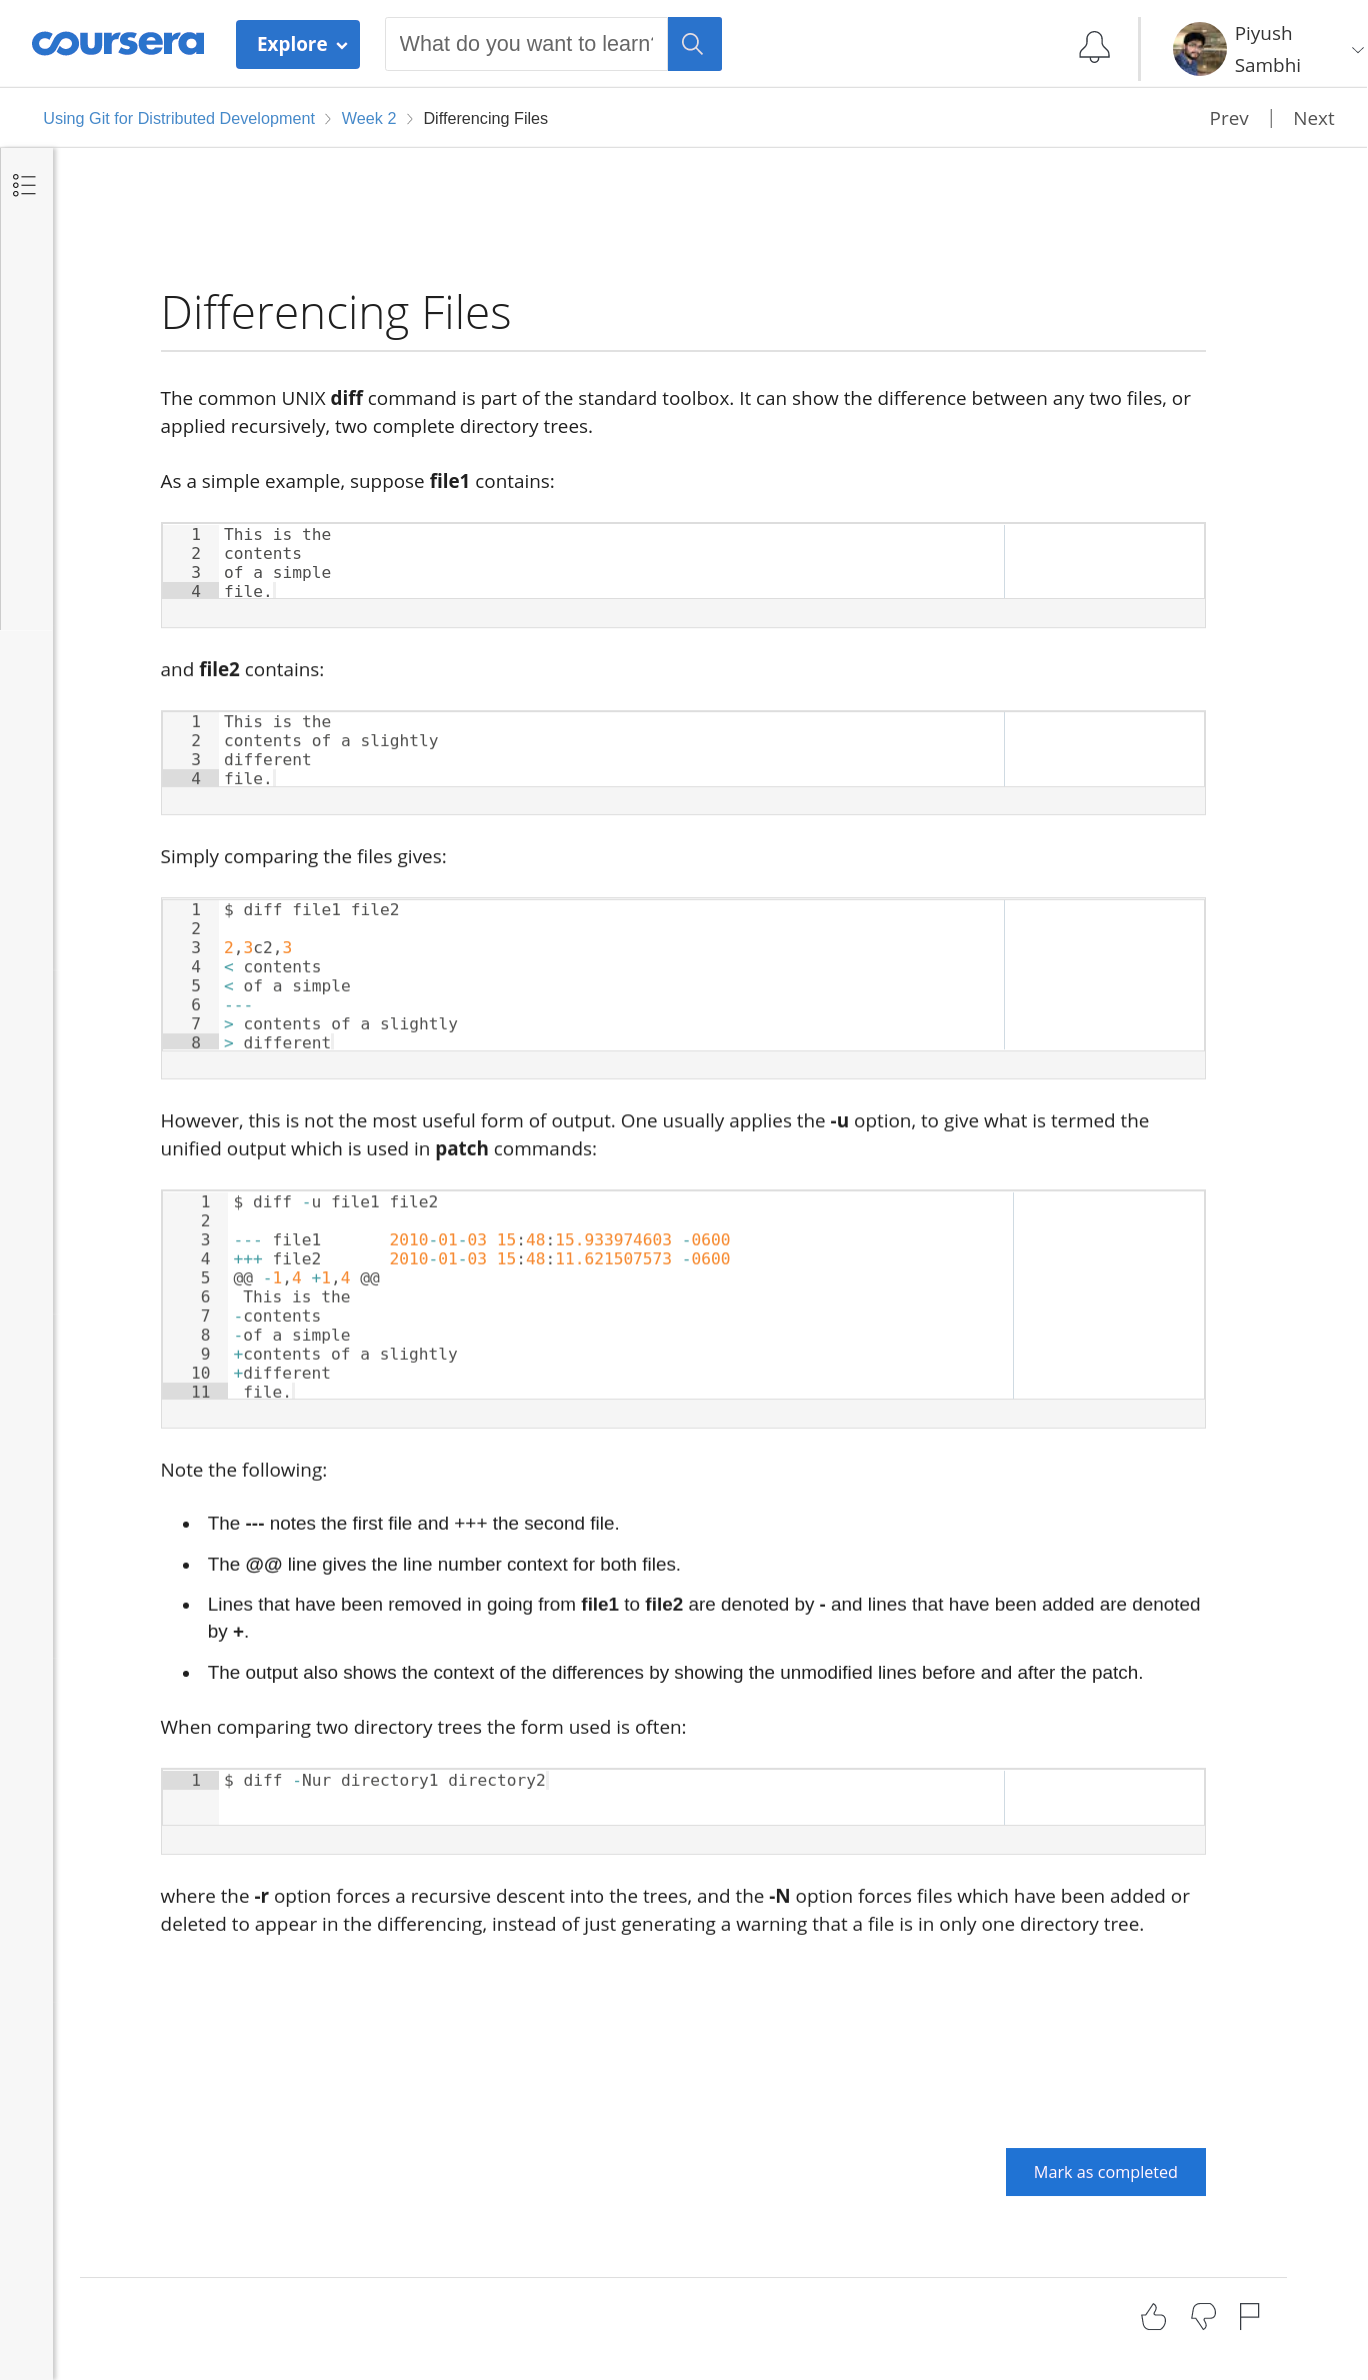 coursera
Explore
What do you want to learn?
Piyush
Sambhi
Using Git for Distributed Development
Week 2
Differencing Files
Prev
Next
Differencing Files
The common UNIX diff command is part of the standard toolbox. It can show the difference between any two files, or
applied recursively, two complete directory trees.
As a simple example, suppose file1 contains:
1 This is the
2 contents
3 of a simple
4 file.
and file2 contains:
1 This is the
2 contents of a slightly
3 different
4 file.
Simply comparing the files gives:
1 $ diff file1 file2
2
3 2,3c2,3
4 < contents
5 < of a simple
6 ---
7 > contents of a slightly
8 > different
However, this is not the most useful form of output. One usually applies the -u option, to give what is termed the
unified output which is used in patch commands:
1 $ diff -u file1 file2
2
3 --- file1       2010-01-03 15:48:15.933974603 -0600
4 +++ file2       2010-01-03 15:48:11.621507573 -0600
5 @@ -1,4 +1,4 @@
6  This is the
7 -contents
8 -of a simple
9 +contents of a slightly
10 +different
11  file.
Note the following:
• The --- notes the first file and +++ the second file.
• The @@ line gives the line number context for both files.
• Lines that have been removed in going from file1 to file2 are denoted by - and lines that have been added are denoted
by +.
• The output also shows the context of the differences by showing the unmodified lines before and after the patch.
When comparing two directory trees the form used is often:
1 $ diff -Nur directory1 directory2
where the -r option forces a recursive descent into the trees, and the -N option forces files which have been added or
deleted to appear in the differencing, instead of just generating a warning that a file is in only one directory tree.
Mark as completed